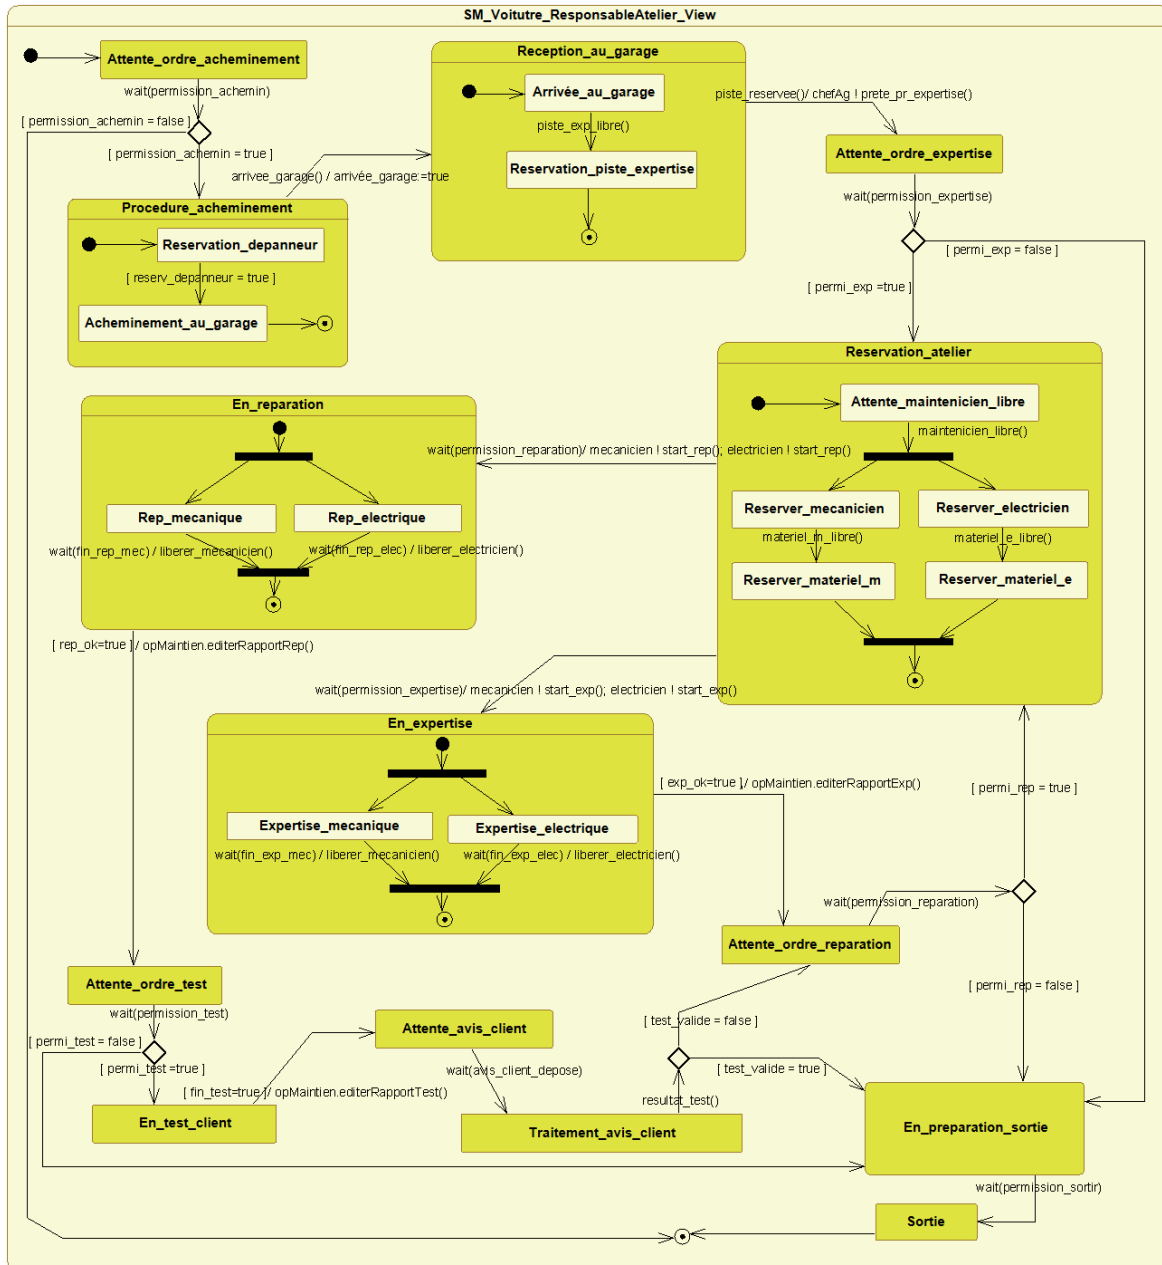 SM_Voitutre_ResponsableAtelier_View
Attente_ordre_acheminement
wait(permission_achemin)
[ permission_achemin = false ]
[ permission_achemin = true ]
arrivee_garage() / arrivée_garage:=true
Reception_au_garage
Arrivée_au_garage
piste_exp_libre()
Reservation_piste_expertise
piste_reservee()/ chefAg ! prete_pr_expertise()
Attente_ordre_expertise
wait(permission_expertise)
[ permi_exp = false ]
[ permi_exp =true ]
Procedure_acheminement
Reservation_depanneur
[ reserv_depanneur = true ]
Acheminement_au_garage
Reservation_atelier
Attente_maintenicien_libre
maintenicien_libre()
Reserver_mecanicien
Reserver_electricien
materiel_m_libre()
materiel_e_libre()
Reserver_materiel_m
Reserver_materiel_e
En_reparation
wait(permission_reparation)/ mecanicien ! start_rep(); electricien ! start_rep()
Rep_mecanique
Rep_electrique
wait(fin_rep_mec) / liberer_mecanicien()
wait(fin_rep_elec) / liberer_electricien()
[ rep_ok=true ]/ opMaintien.editerRapportRep()
wait(permission_expertise)/ mecanicien ! start_exp(); electricien ! start_exp()
En_expertise
Expertise_mecanique
Expertise_electrique
wait(fin_exp_mec) / liberer_mecanicien()
wait(fin_exp_elec) / liberer_electricien()
[ exp_ok=true ]/ opMaintien.editerRapportExp()
[ permi_rep = true ]
wait(permission_reparation)
Attente_ordre_reparation
[ permi_rep = false ]
Attente_ordre_test
wait(permission_test)
[ permi_test = false ]
[ permi_test =true ]
[ fin_test=true ]/ opMaintien.editerRapportTest()
En_test_client
Attente_avis_client
wait(avis_client_depose)
Traitement_avis_client
resultat_test()
[ test_valide = false ]
[ test_valide = true ]
En_preparation_sortie
wait(permission_sortir)
Sortie